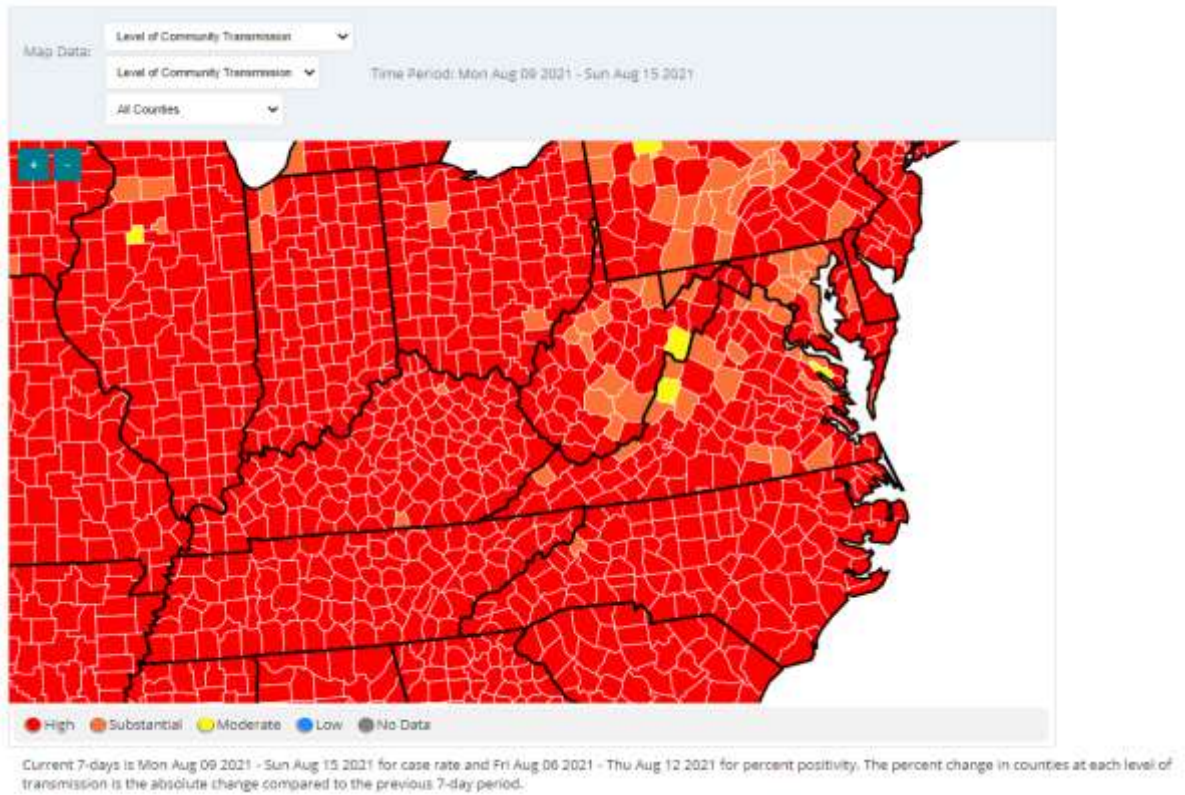 Map Data:
Level of Community Transmission
Level of Community Transmission
Time Period: Mon Aug 09 2021 - Sun Aug 15 2021
All Counties
+ -
High Substantial Moderate Low No Data
Current 7-days is Mon Aug 09 2021 - Sun Aug 15 2021 for case rate and Fri Aug 06 2021 - Thu Aug 12 2021 for percent positivity. The percent change in counties at each level of
transmission is the absolute change compared to the previous 7-day period.